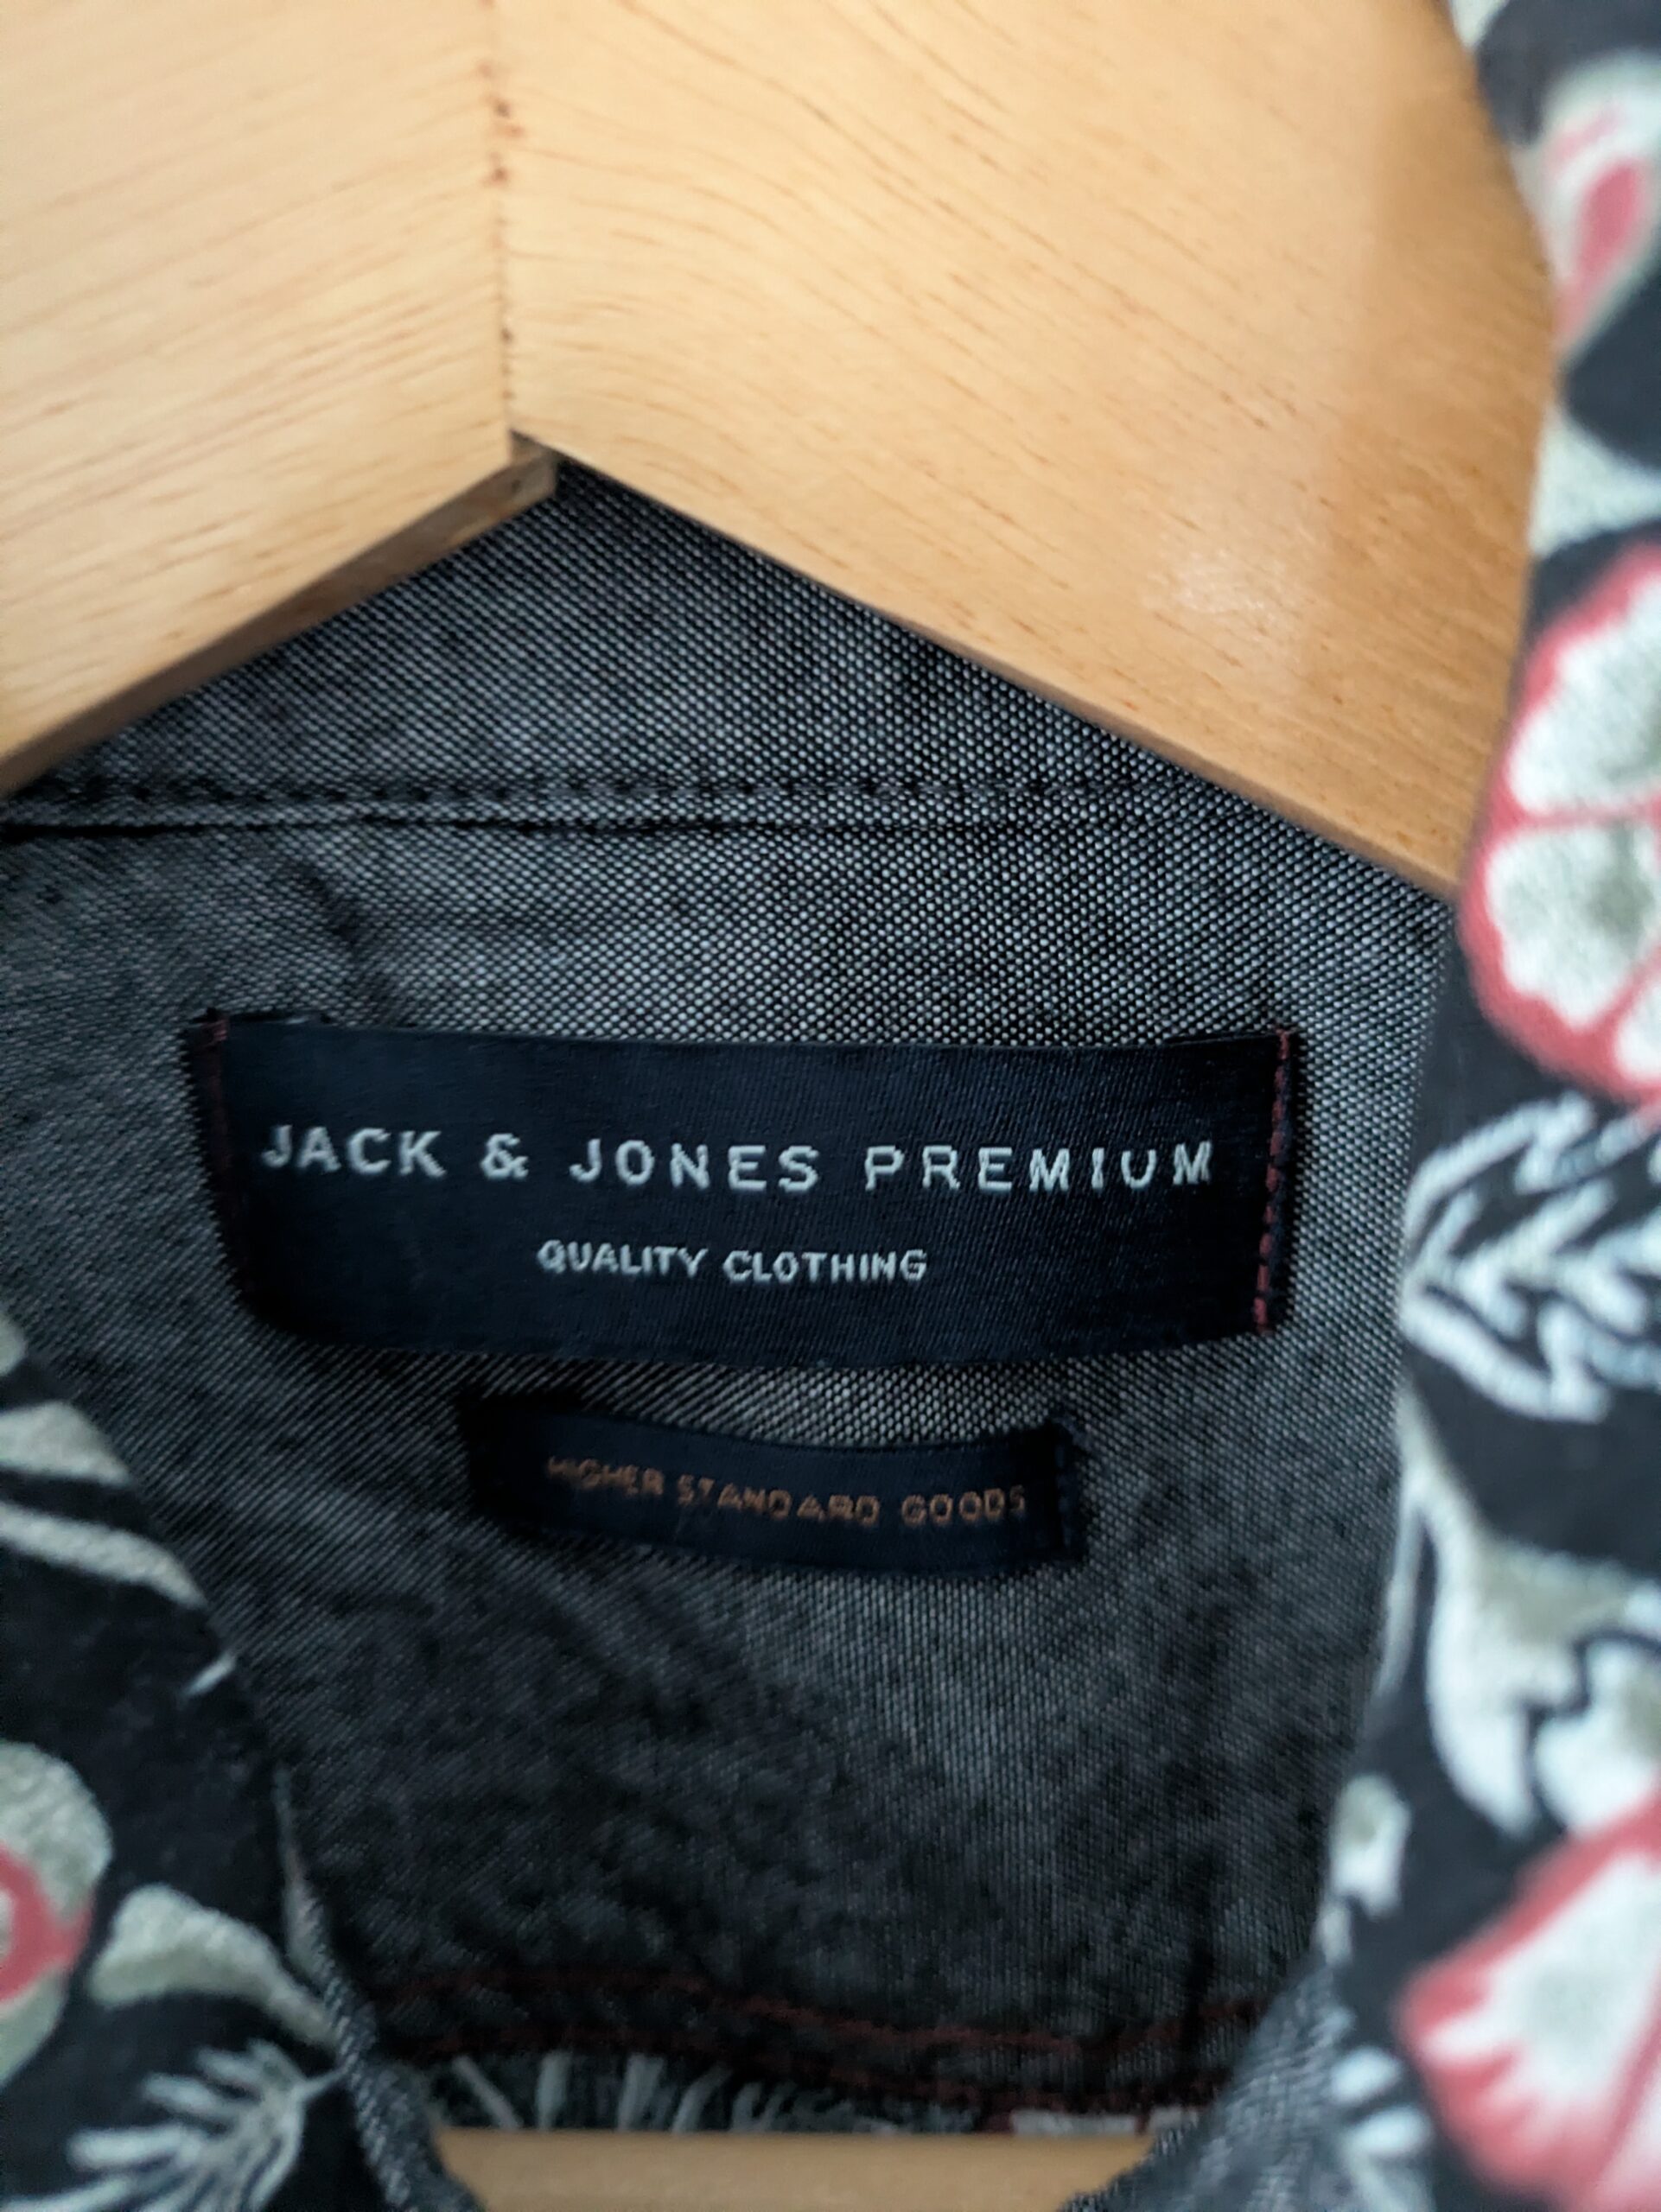 JACK & JONES PREMIUM
QUALITY CLOTHING
HIGHER STANDARD GOODS